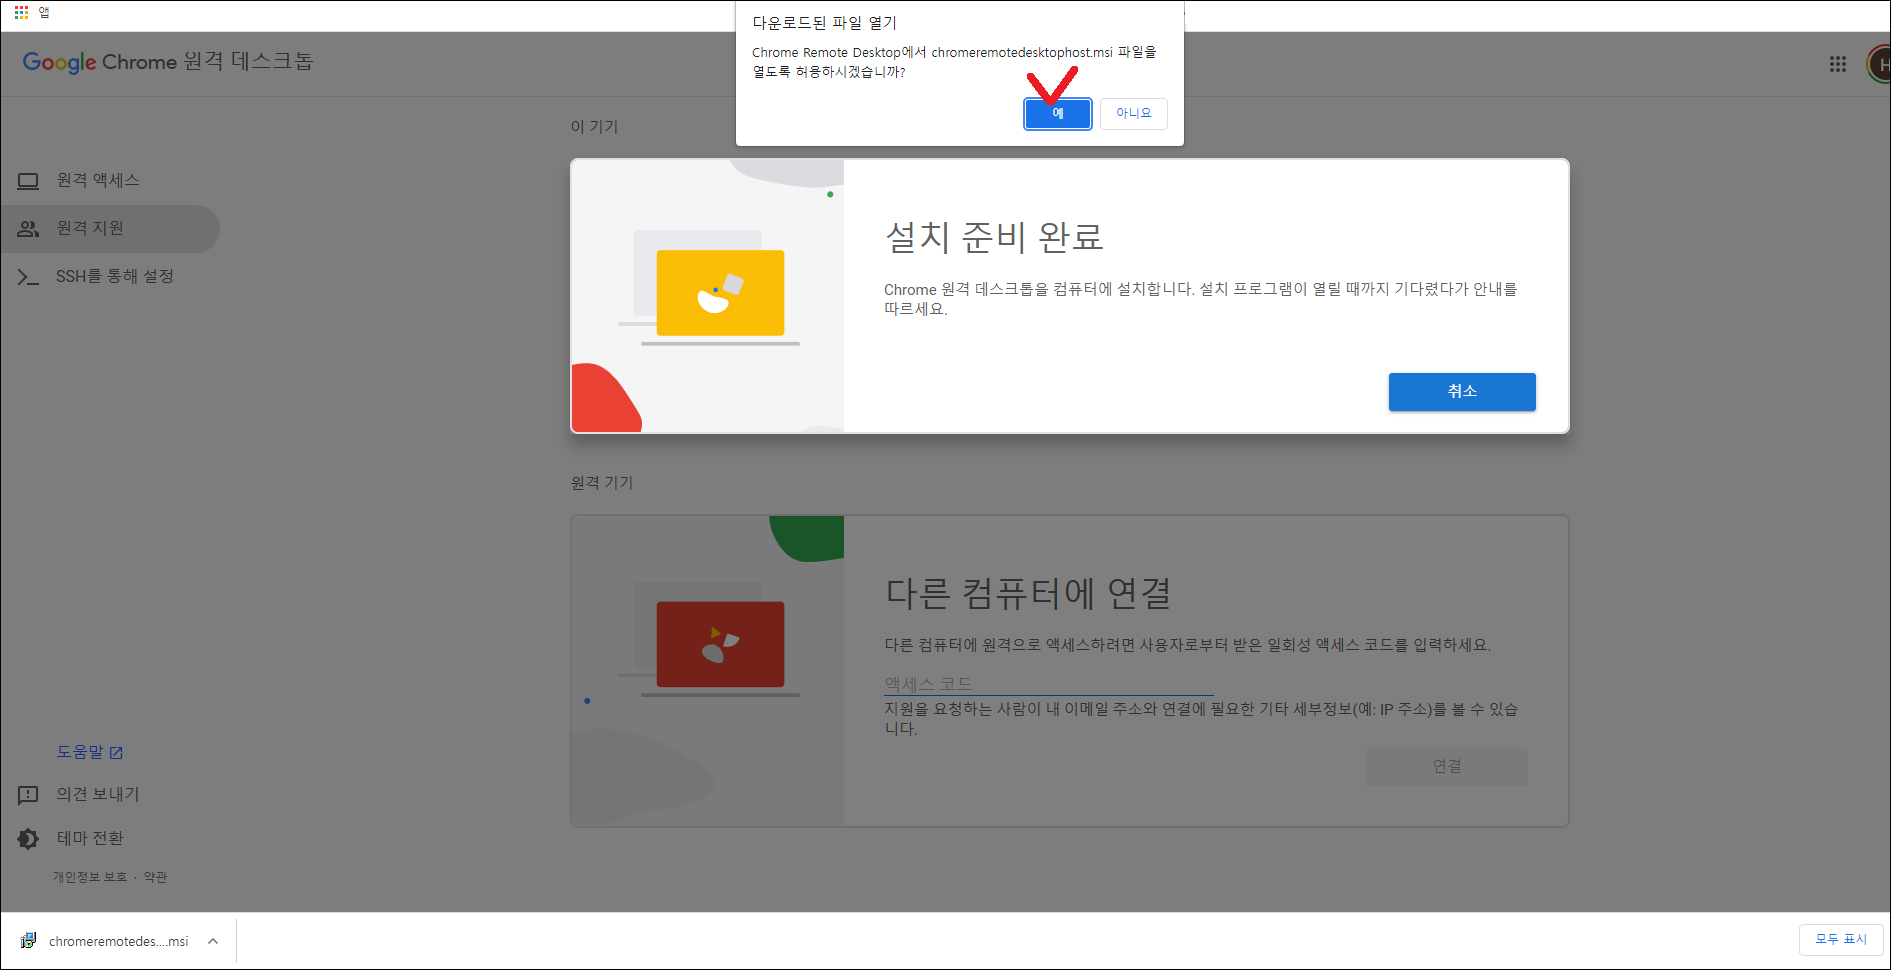 앱
다운로드된 파일 열기
Chrome Remote Desktop에서 chromeremotedesktophost.msi 파일을
열도록 허용하시겠습니까?
예
아니요
Google Chrome 원격 데스크톱
H
이 기기
원격 액세스
원격 지원
SSH를 통해 설정
설치 준비 완료
Chrome 원격 데스크톱을 컴퓨터에 설치합니다. 설치 프로그램이 열릴 때까지 기다렸다가 안내를
따르세요.
취소
원격 기기
다른 컴퓨터에 연결
다른 컴퓨터에 원격으로 액세스하려면 사용자로부터 받은 일회성 액세스 코드를 입력하세요.
액세스 코드
지원을 요청하는 사람이 내 이메일 주소와 연결에 필요한 기타 세부정보(예: IP 주소)를 볼 수 있습
니다.
연결
도움말
의견 보내기
테마 전환
개인정보 보호 · 약관
chromeremotedes....msi
모두 표시